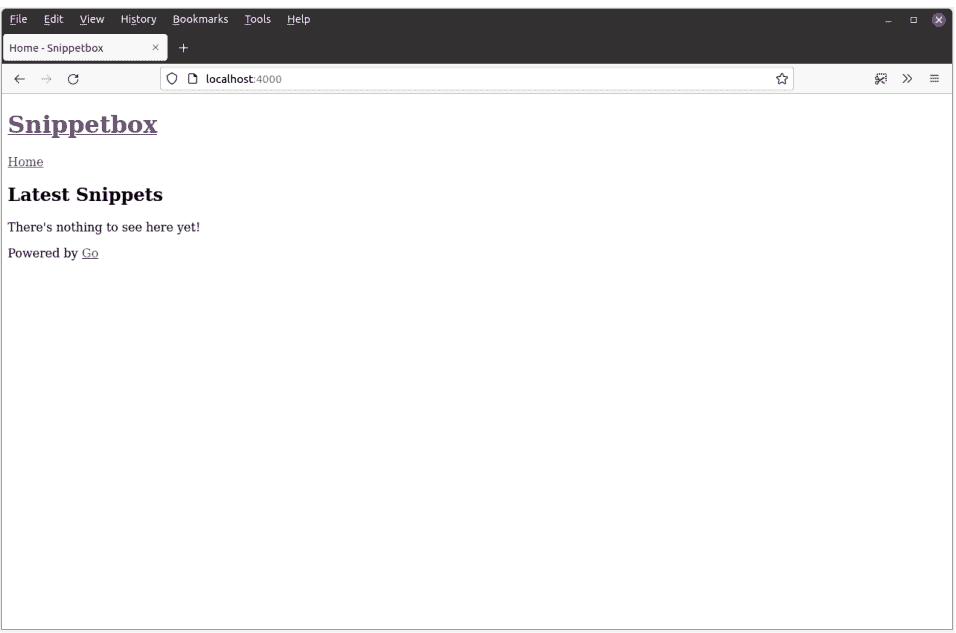 File Edit View History Bookmarks Tools Help
Home - Snippetbox
localhost:4000
Snippetbox
Home
Latest Snippets
There's nothing to see here yet!
Powered by Go